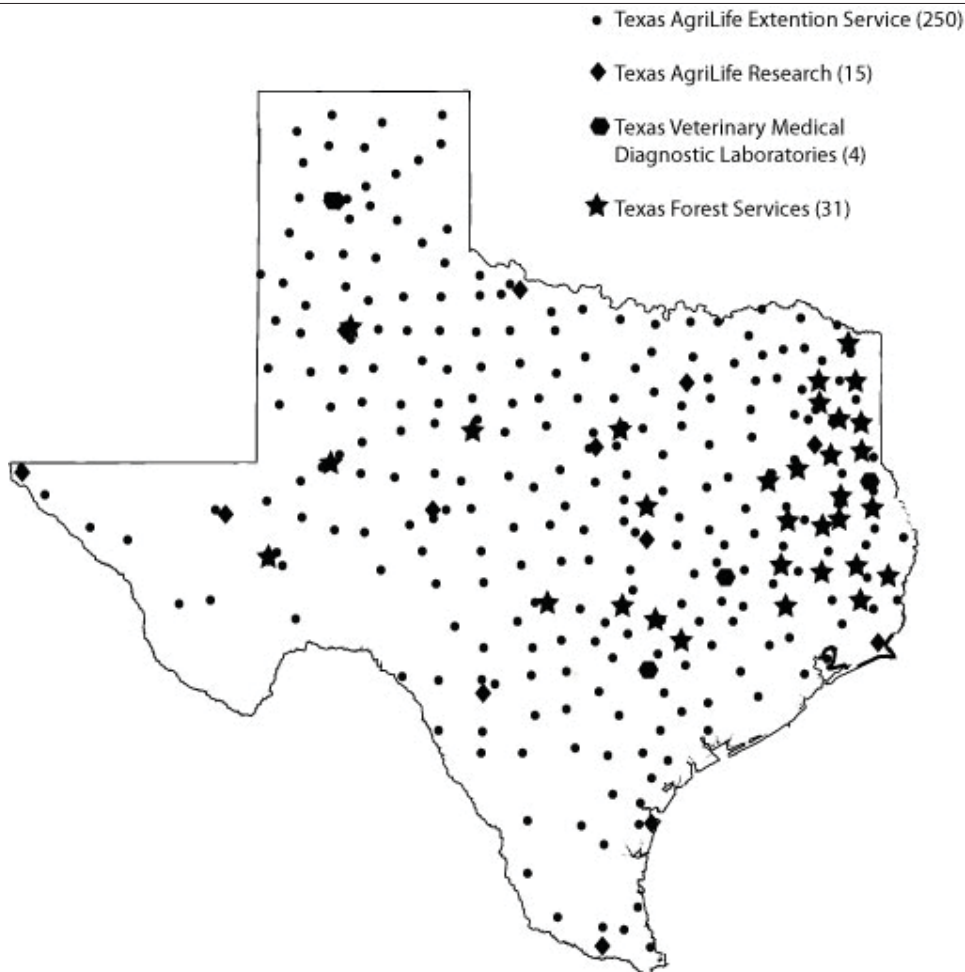 Texas AgriLife Extention Service (250)
Texas AgriLife Research (15)
Texas Veterinary Medical
Diagnostic Laboratories (4)
Texas Forest Services (31)